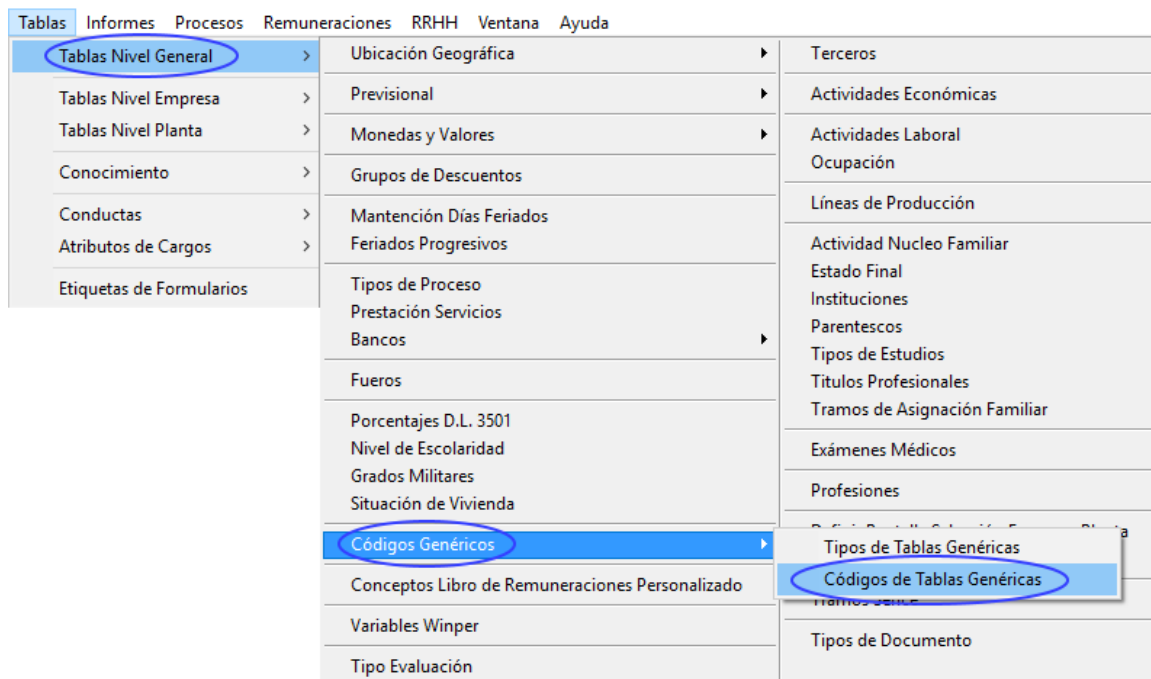 Tablas Informes Procesos Remuneraciones RRHH Ventana Ayuda
Tablas Nivel General
Tablas Nivel Empresa
Tablas Nivel Planta
Conocimiento
Conductas
Atributos de Cargos
Etiquetas de Formularios
Ubicación Geográfica
Previsional
Monedas y Valores
Grupos de Descuentos
Mantención Días Feriados
Feriados Progresivos
Tipos de Proceso
Prestación Servicios
Bancos
Fueros
Porcentajes D.L. 3501
Nivel de Escolaridad
Grados Militares
Situación de Vivienda
Códigos Genéricos
Conceptos Libro de Remuneraciones Personalizado
Variables Winper
Tipo Evaluación
Terceros
Actividades Económicas
Actividades Laboral
Ocupación
Líneas de Producción
Actividad Nucleo Familiar
Estado Final
Instituciones
Parentescos
Tipos de Estudios
Titulos Profesionales
Tramos de Asignación Familiar
Exámenes Médicos
Profesiones
Tipos de Tablas Genéricas
Códigos de Tablas Genéricas
Tipos de Documento